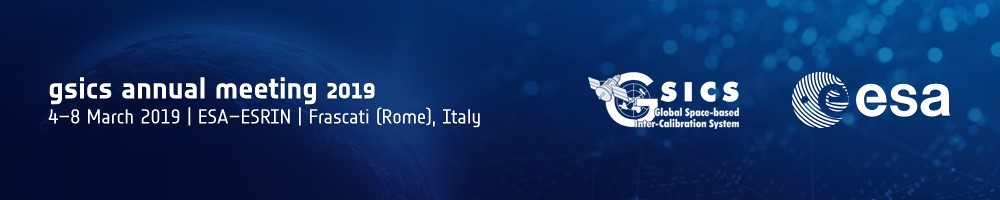 gsics annual meeting 2019
4–8 March 2019 | ESA–ESRIN | Frascati (Rome), Italy
GSICS
Global Space-based
Inter-Calibration System
esa